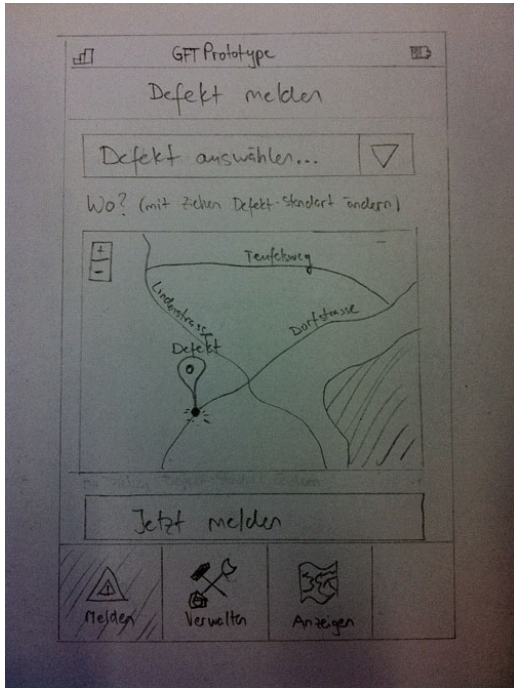 GFT Prototype
Defekt melden
Defekt auswählen...
Wo? (mit ziehen Defekt-Standort ändern)
+
-
Teufelsweg
Lindenstrasse
Dorfstrasse
Defekt
Jetzt melden
Melden
Verwalten
Anzeigen